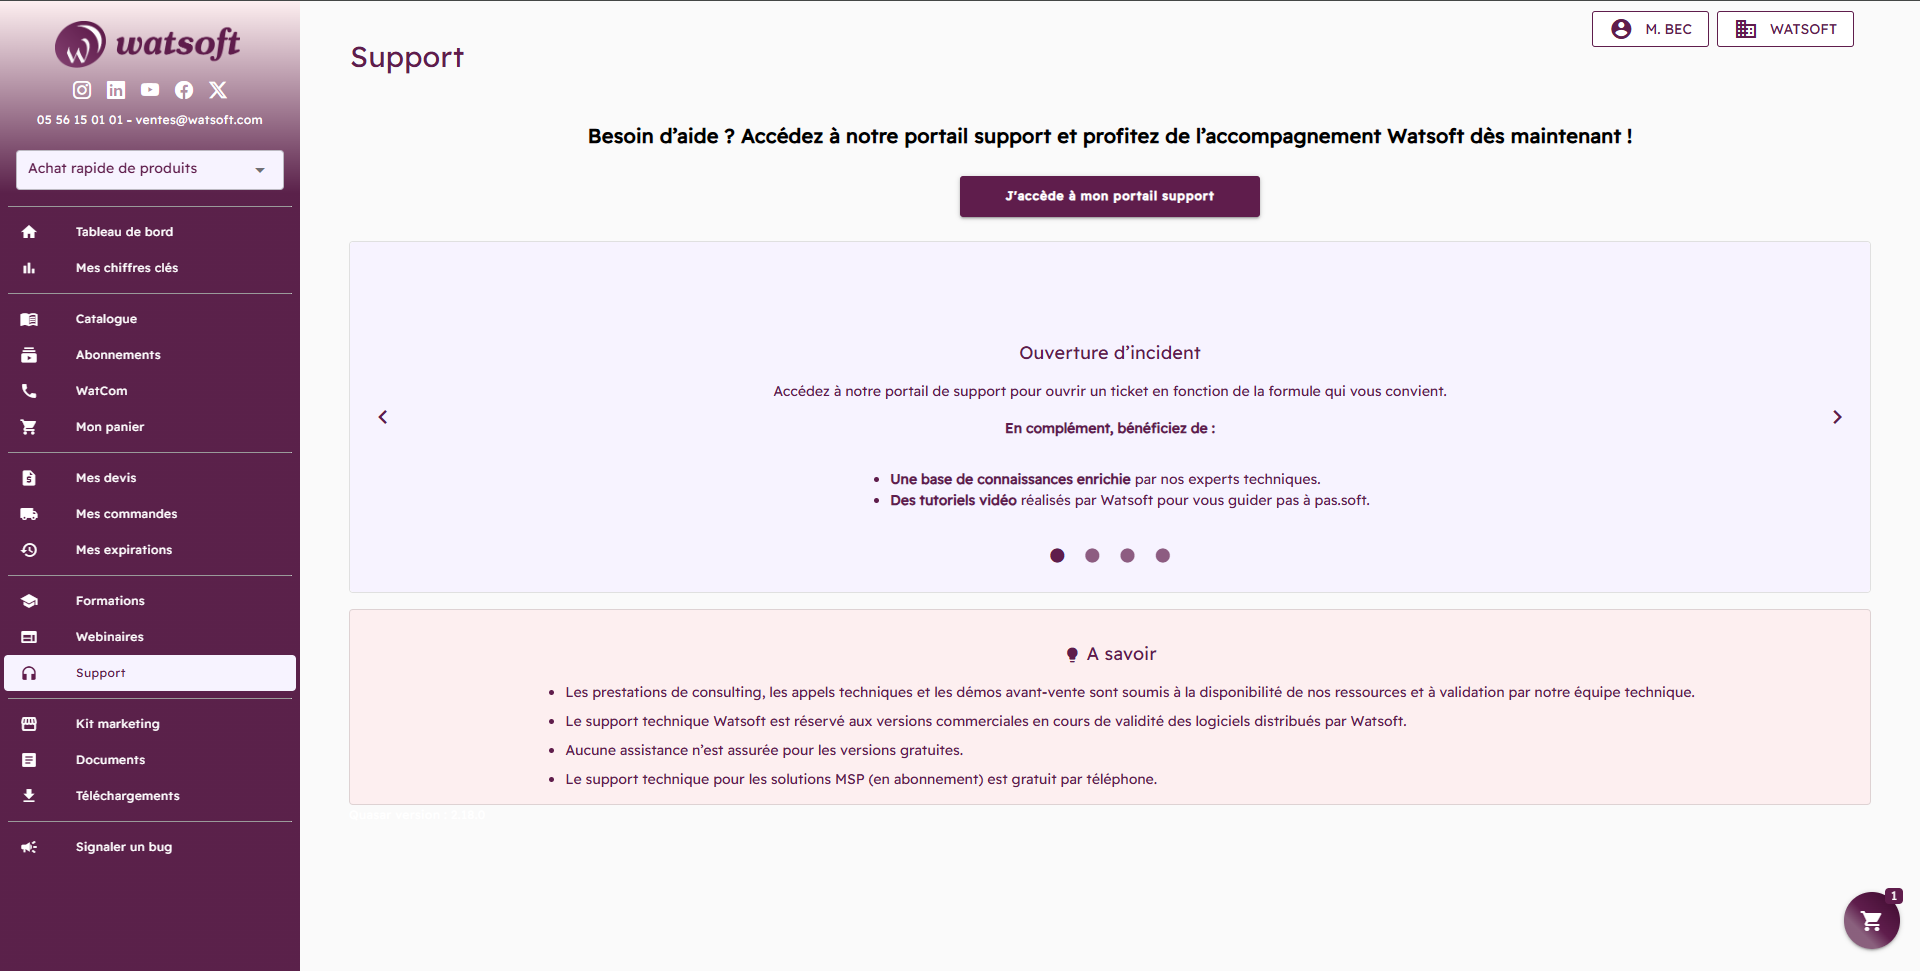 watsoft
05 56 15 01 01 - ventes@watsoft.com
Achat rapide de produits
Tableau de bord
Mes chiffres clés
Catalogue
Abonnements
WatCom
Mon panier
Mes devis
Mes commandes
Mes expirations
Formations
Webinaires
Support
Kit marketing
Documents
Téléchargements
Signaler un bug
M. BEC
WATSOFT
Support
Besoin d’aide ? Accédez à notre portail support et profitez de l’accompagnement Watsoft dès maintenant !
J'accède à mon portail support
Ouverture d’incident
Accédez à notre portail de support pour ouvrir un ticket en fonction de la formule qui vous convient.
En complément, bénéficiez de :
• Une base de connaissances enrichie par nos experts techniques.
• Des tutoriels vidéo réalisés par Watsoft pour vous guider pas à pas.soft.
A savoir
• Les prestations de consulting, les appels techniques et les démos avant-vente sont soumis à la disponibilité de nos ressources et à validation par notre équipe technique.
• Le support technique Watsoft est réservé aux versions commerciales en cours de validité des logiciels distribués par Watsoft.
• Aucune assistance n’est assurée pour les versions gratuites.
• Le support technique pour les solutions MSP (en abonnement) est gratuit par téléphone.
1